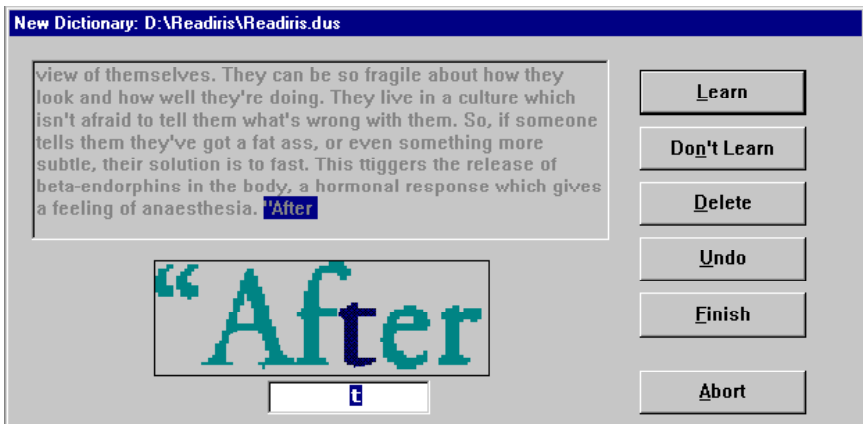 New Dictionary: D:\Readiris\Readiris.dus
view of themselves. They can be so fragile about how they
look and how well they're doing. They live in a culture which
isn't afraid to tell them what's wrong with them. So, if someone
tells them they've got a fat ass, or even something more
subtle, their solution is to fast. This ttiggers the release of
beta-endorphins in the body, a hormonal response which gives
a feeling of anaesthesia. "After
“After
t
Learn
Don't Learn
Delete
Undo
Finish
Abort